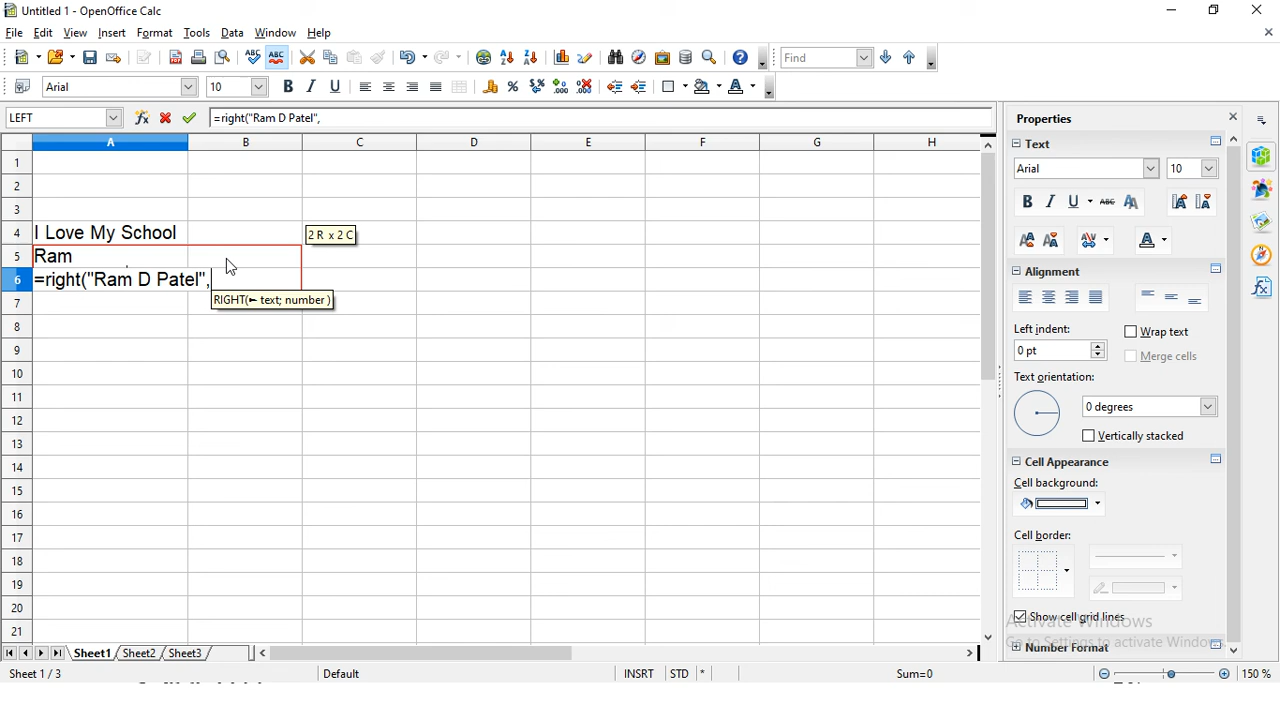 Untitled 1 - OpenOffice Calc
File Edit View Insert Format Tools Data Window Help
Find
Arial 10
LEFT =right("Ram D Patel",
A B C D E F G H
1
2
3
4 I Love My School
2 R x 2 C
5 Ram
6 =right("Ram D Patel",
RIGHT( text; number )
7
8
9
10
11
12
13
14
15
16
17
18
19
20
21
Properties
Text
Arial 10
Alignment
Left indent:
0 pt
Wrap text
Merge cells
Text orientation:
0 degrees
Vertically stacked
Cell Appearance
Cell background:
Cell border:
Show cell grid lines
Activate Windows
Go to Settings to activate Windows
Number Format
Sheet1 Sheet2 Sheet3
Sheet 1 / 3 Default INSRT STD * Sum=0 150 %